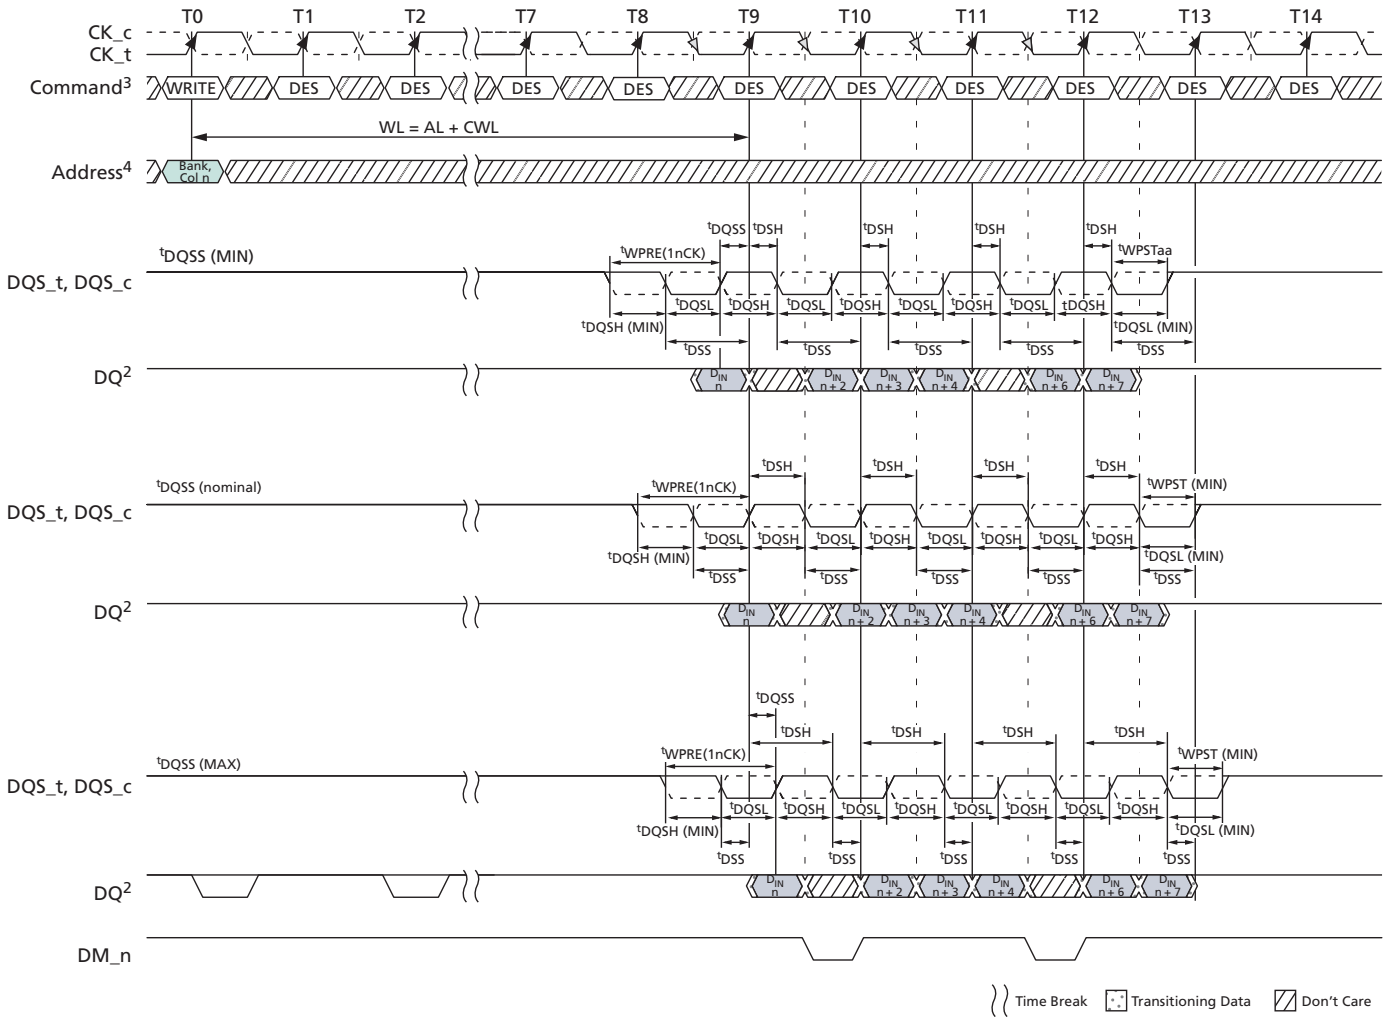 T0 T1 T2 T7 T8 T9 T10 T11 T12 T13 T14
CK_c
CK_t
Command3 WRITE DES DES DES DES DES DES DES DES DES DES
WL = AL + CWL
Address4 Bank,
Col n
tDQSS tDSH tDSH tDSH tDSH
tDQSS (MIN) tWPRE(1nCK) tWPSTaa
DQS_t, DQS_c
tDQSL tDQSH tDQSL tDQSH tDQSL tDQSH tDQSL tDQSH
tDQSH (MIN) tDQSL (MIN)
tDSS tDSS tDSS tDSS tDSS
DQ2 DIN DIN DIN DIN DIN DIN
n n + 2 n + 3 n + 4 n + 6 n + 7
tDSH tDSH tDSH tDSH
tDQSS (nominal) tWPRE(1nCK) tWPST (MIN)
DQS_t, DQS_c
tDQSL tDQSH tDQSL tDQSH tDQSL tDQSH tDQSL tDQSH
tDQSH (MIN) tDQSL (MIN)
tDSS tDSS tDSS tDSS tDSS
DQ2 DIN DIN DIN DIN DIN DIN
n n + 2 n + 3 n + 4 n + 6 n + 7
tDQSS
tDSH tDSH tDSH tDSH
tDQSS (MAX) tWPRE(1nCK) tWPST (MIN)
DQS_t, DQS_c
tDQSL tDQSH tDQSL tDQSH tDQSL tDQSH tDQSL tDQSH
tDQSH (MIN) tDQSL (MIN)
tDSS tDSS tDSS tDSS tDSS
DQ2 DIN DIN DIN DIN DIN DIN
n n + 2 n + 3 n + 4 n + 6 n + 7
DM_n
Time Break Transitioning Data Don't Care